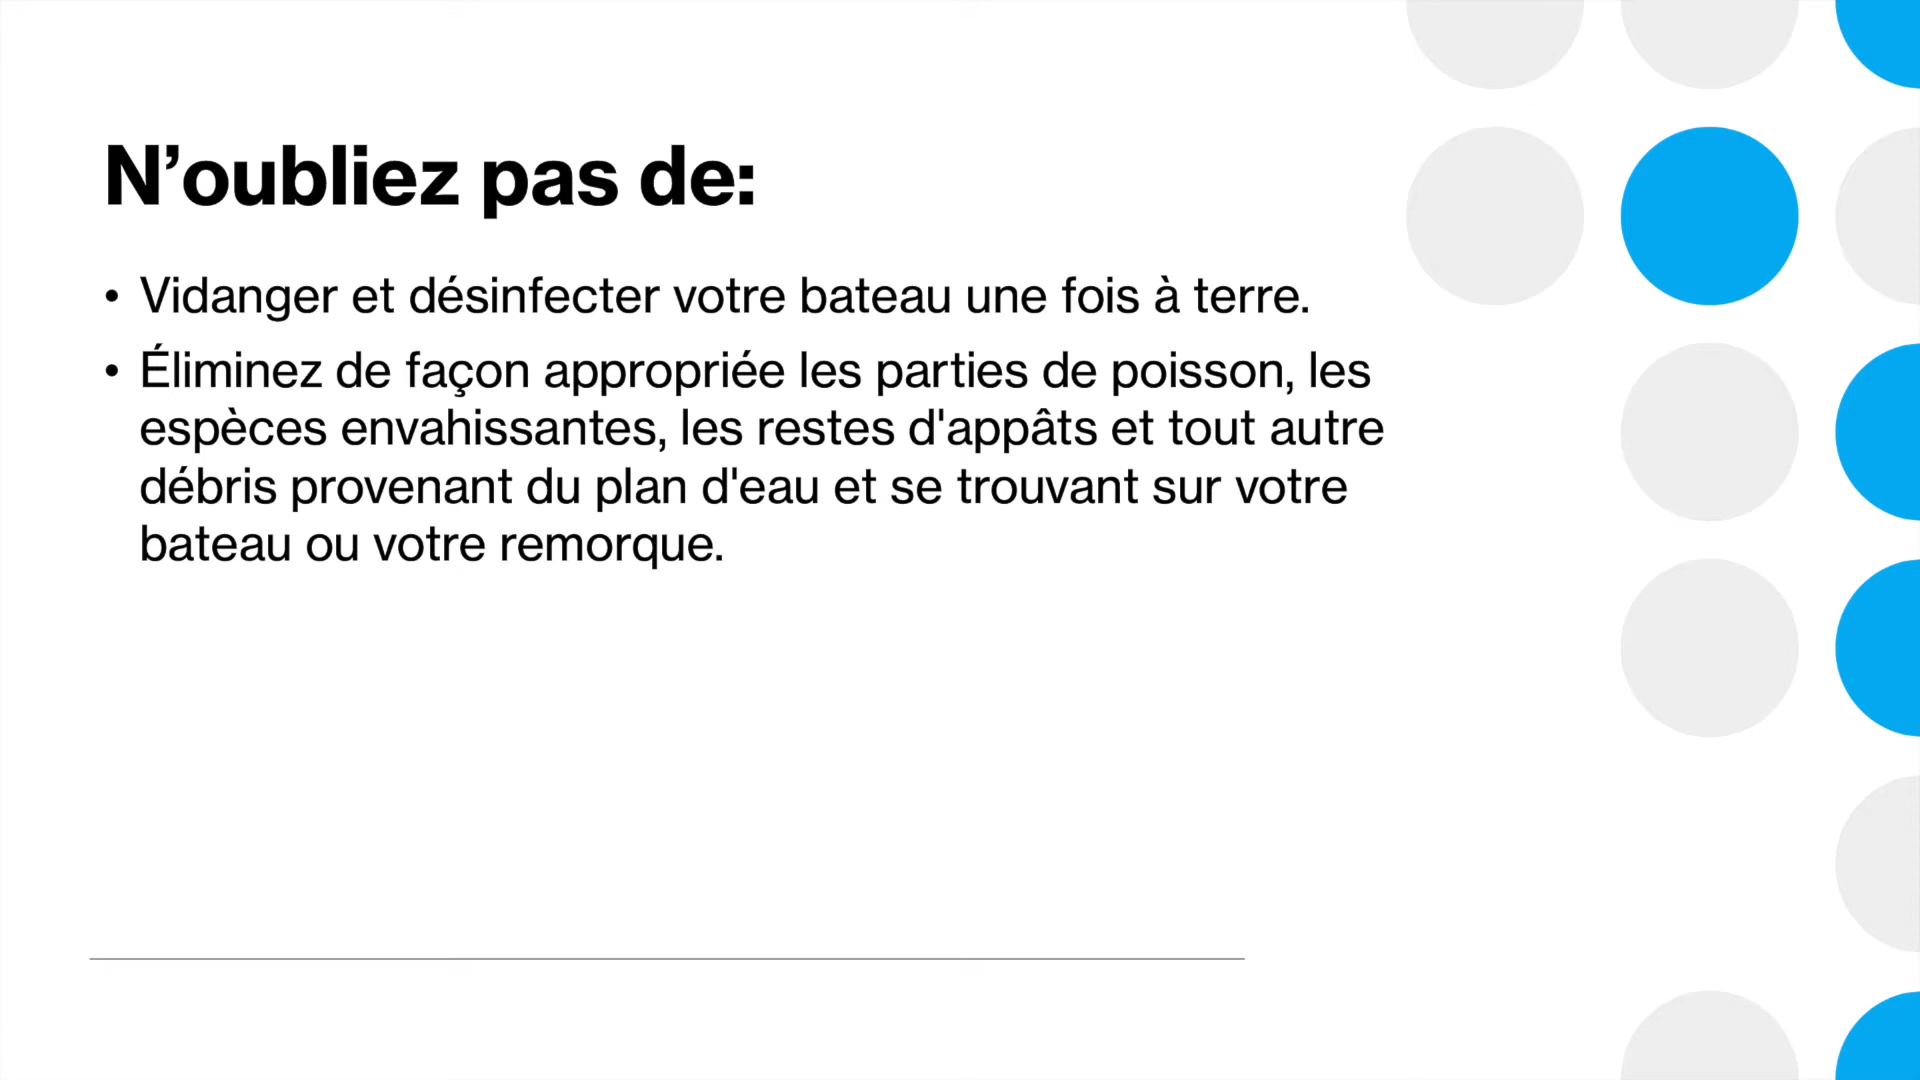 N’oubliez pas de:
• Vidanger et désinfecter votre bateau une fois à terre.
• Éliminez de façon appropriée les parties de poisson, les
espèces envahissantes, les restes d'appâts et tout autre
débris provenant du plan d'eau et se trouvant sur votre
bateau ou votre remorque.